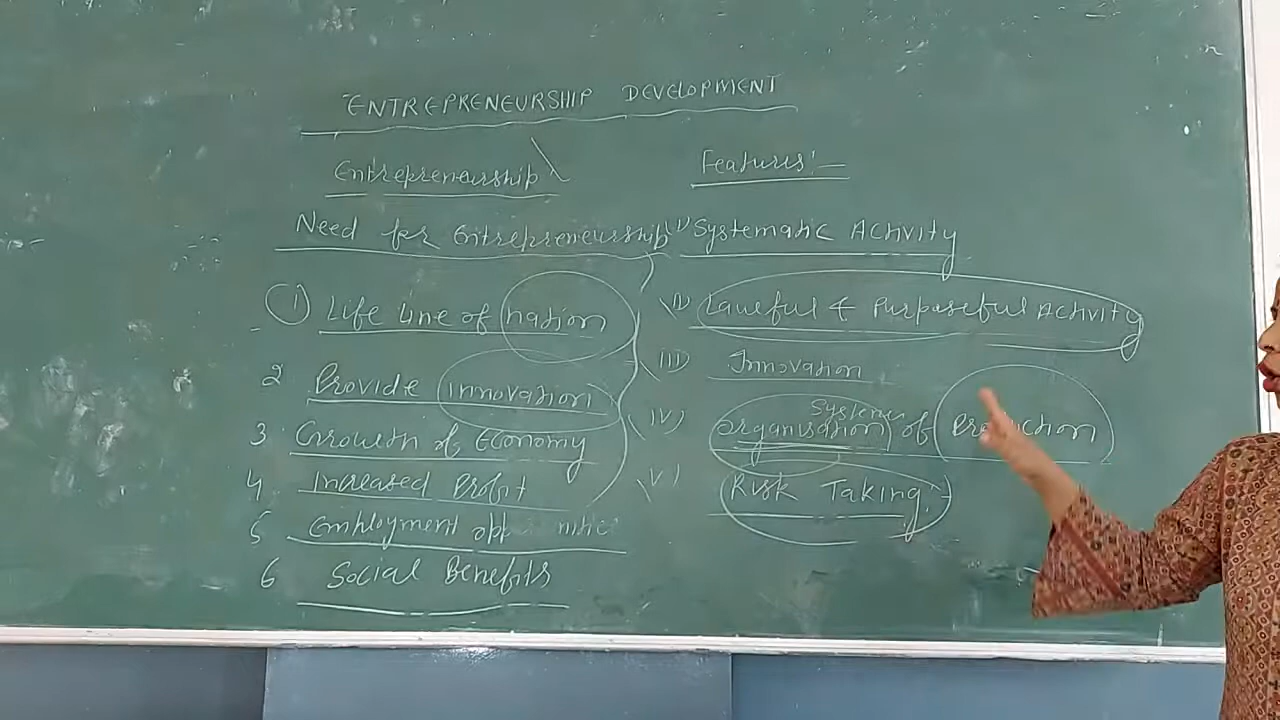 ENTREPRENEURSHIP DEVELOPMENT
Entrepreneurship
Need for Entrepreneurship
1) Life line of nation
2 Provide innovation
3 Growth of Economy
4 Increased Profit
5 Employment
6 Social Benefits
Features:-
(i) Systematic Activity
(ii) Lawful & Purposeful Activity
(iii) Innovation
(iv) Organisation of Production
System
(v) Risk Taking:-